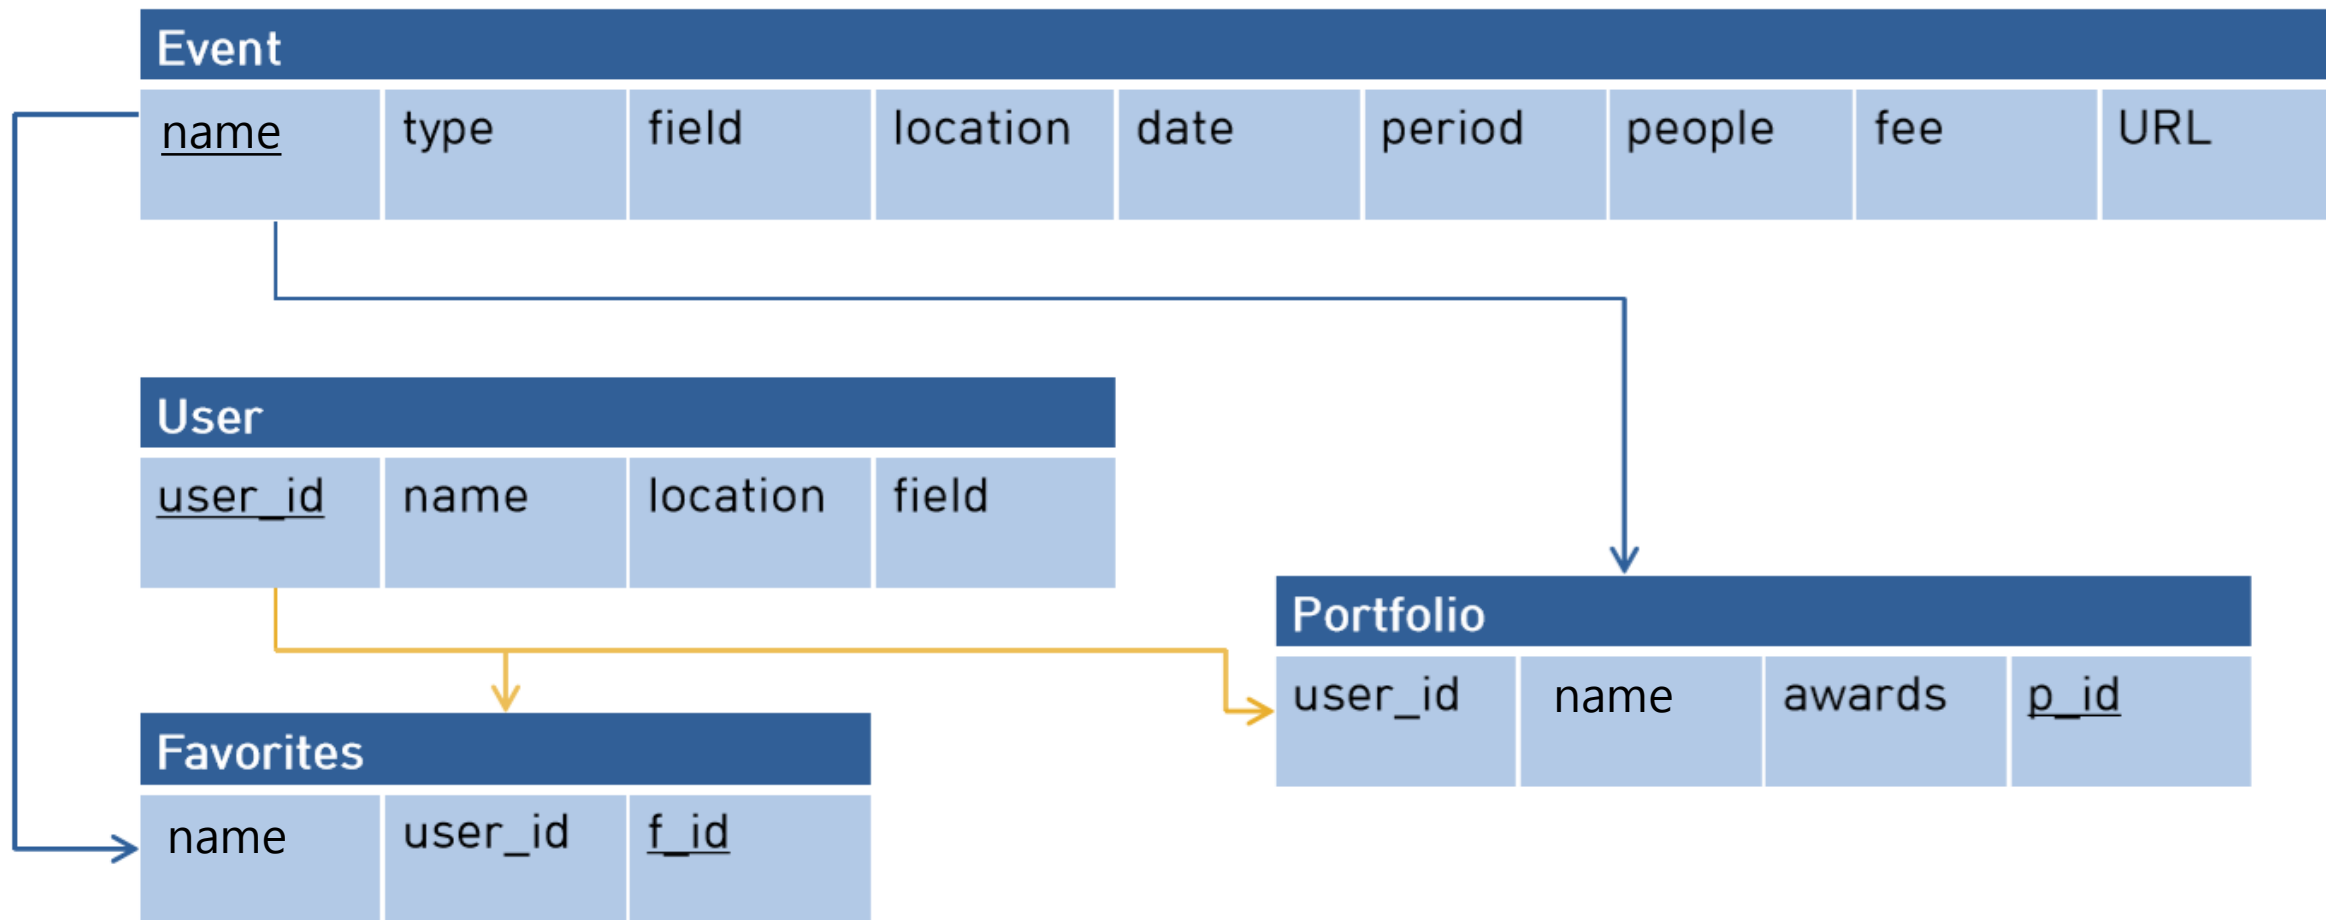 Event
name type field location date period people fee URL
User
user_id name location field
Portfolio
user_id name awards p_id
Favorites
name user_id f_id